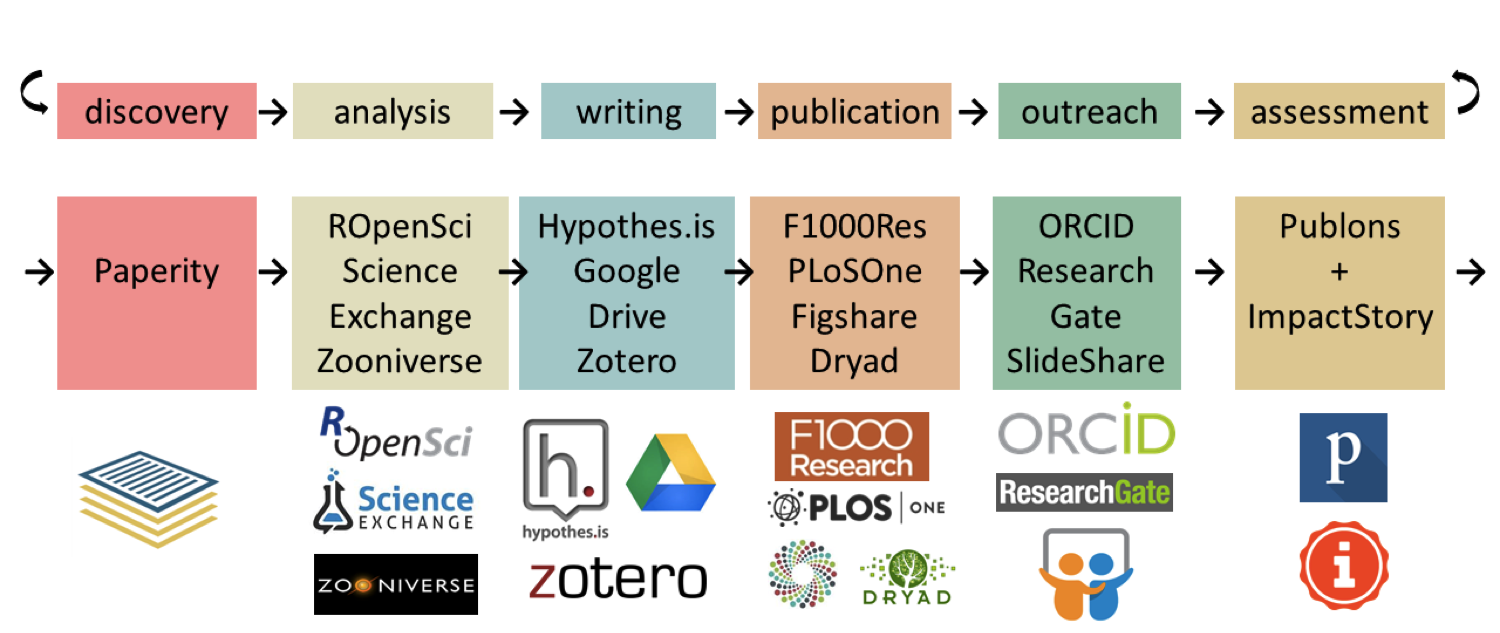 discovery → analysis → writing → publication → outreach → assessment
→ Paperity →
ROpenSci
Science
Exchange
Zooniverse
→
Hypothes.is
Google
Drive
Zotero
→
F1000Res
PLoSOne
Figshare
Dryad
→
ORCID
Research
Gate
SlideShare
→
Publons
+
ImpactStory
→
ROpenSci
Science
EXCHANGE
ZOONIVERSE
h.
hypothes.is
zotero
F1000
Research
PLOS | ONE
DRYAD
ORCiD
ResearchGate
P
i